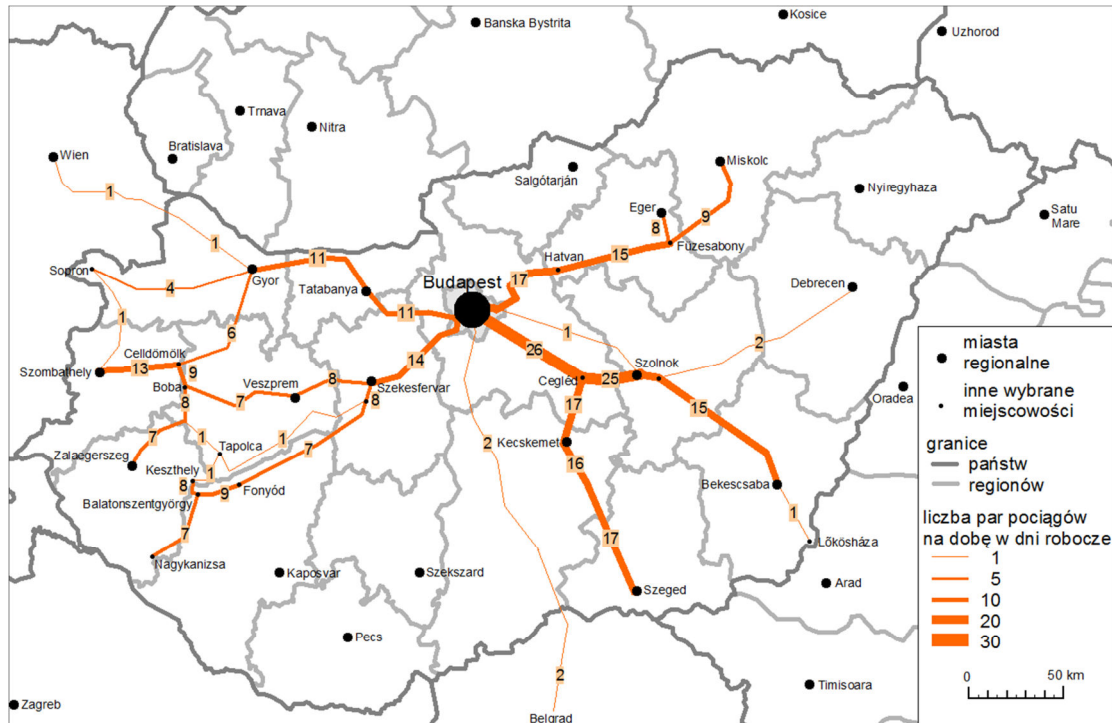 Banska Bystrita
Kosice
Uzhorod
Trnava
Nitra
Bratislava
Wien
Salgótarján
Miskolc
Nyiregyhaza
Satu
Mare
Eger
1
8
9
Füzesabony
1
Hatvan
15
17
Sopron
Gyor
11
Budapest
Debrecen
4
Tatabanya
11
1
2
6
26
14
Szolnok
Celldömölk
Szombathely
13
9
Boba
Veszprem
8
Szekesfervar
Cegled
25
Oradea
8
7
8
17
15
7
1
Tapolca
1
7
2
Kecskemet
16
Zalaegerszeg
Keszthely
1
8
9
Fonyód
Balatonszentgyörgy
Bekescsaba
1
7
17
Lőkösháza
Nagykanizsa
Kaposvar
Szekszard
Szeged
Arad
Pecs
2
Timisoara
Zagreb
Belgrad
miasta
regionalne
inne wybrane
miejscowości
granice
państw
regionów
liczba par pociągów
na dobę w dni robocze
1
5
10
20
30
0 50 km